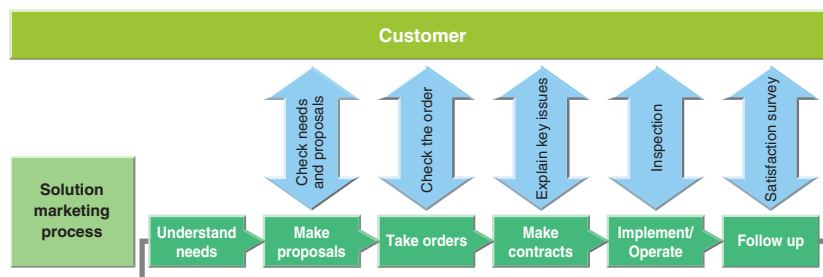 Customer
Check needs
and proposals
Check the order
Explain key issues
Inspection
Satisfaction survey
Solution
marketing
process
Understand
needs
Make
proposals
Take orders
Make
contracts
Implement/
Operate
Follow up